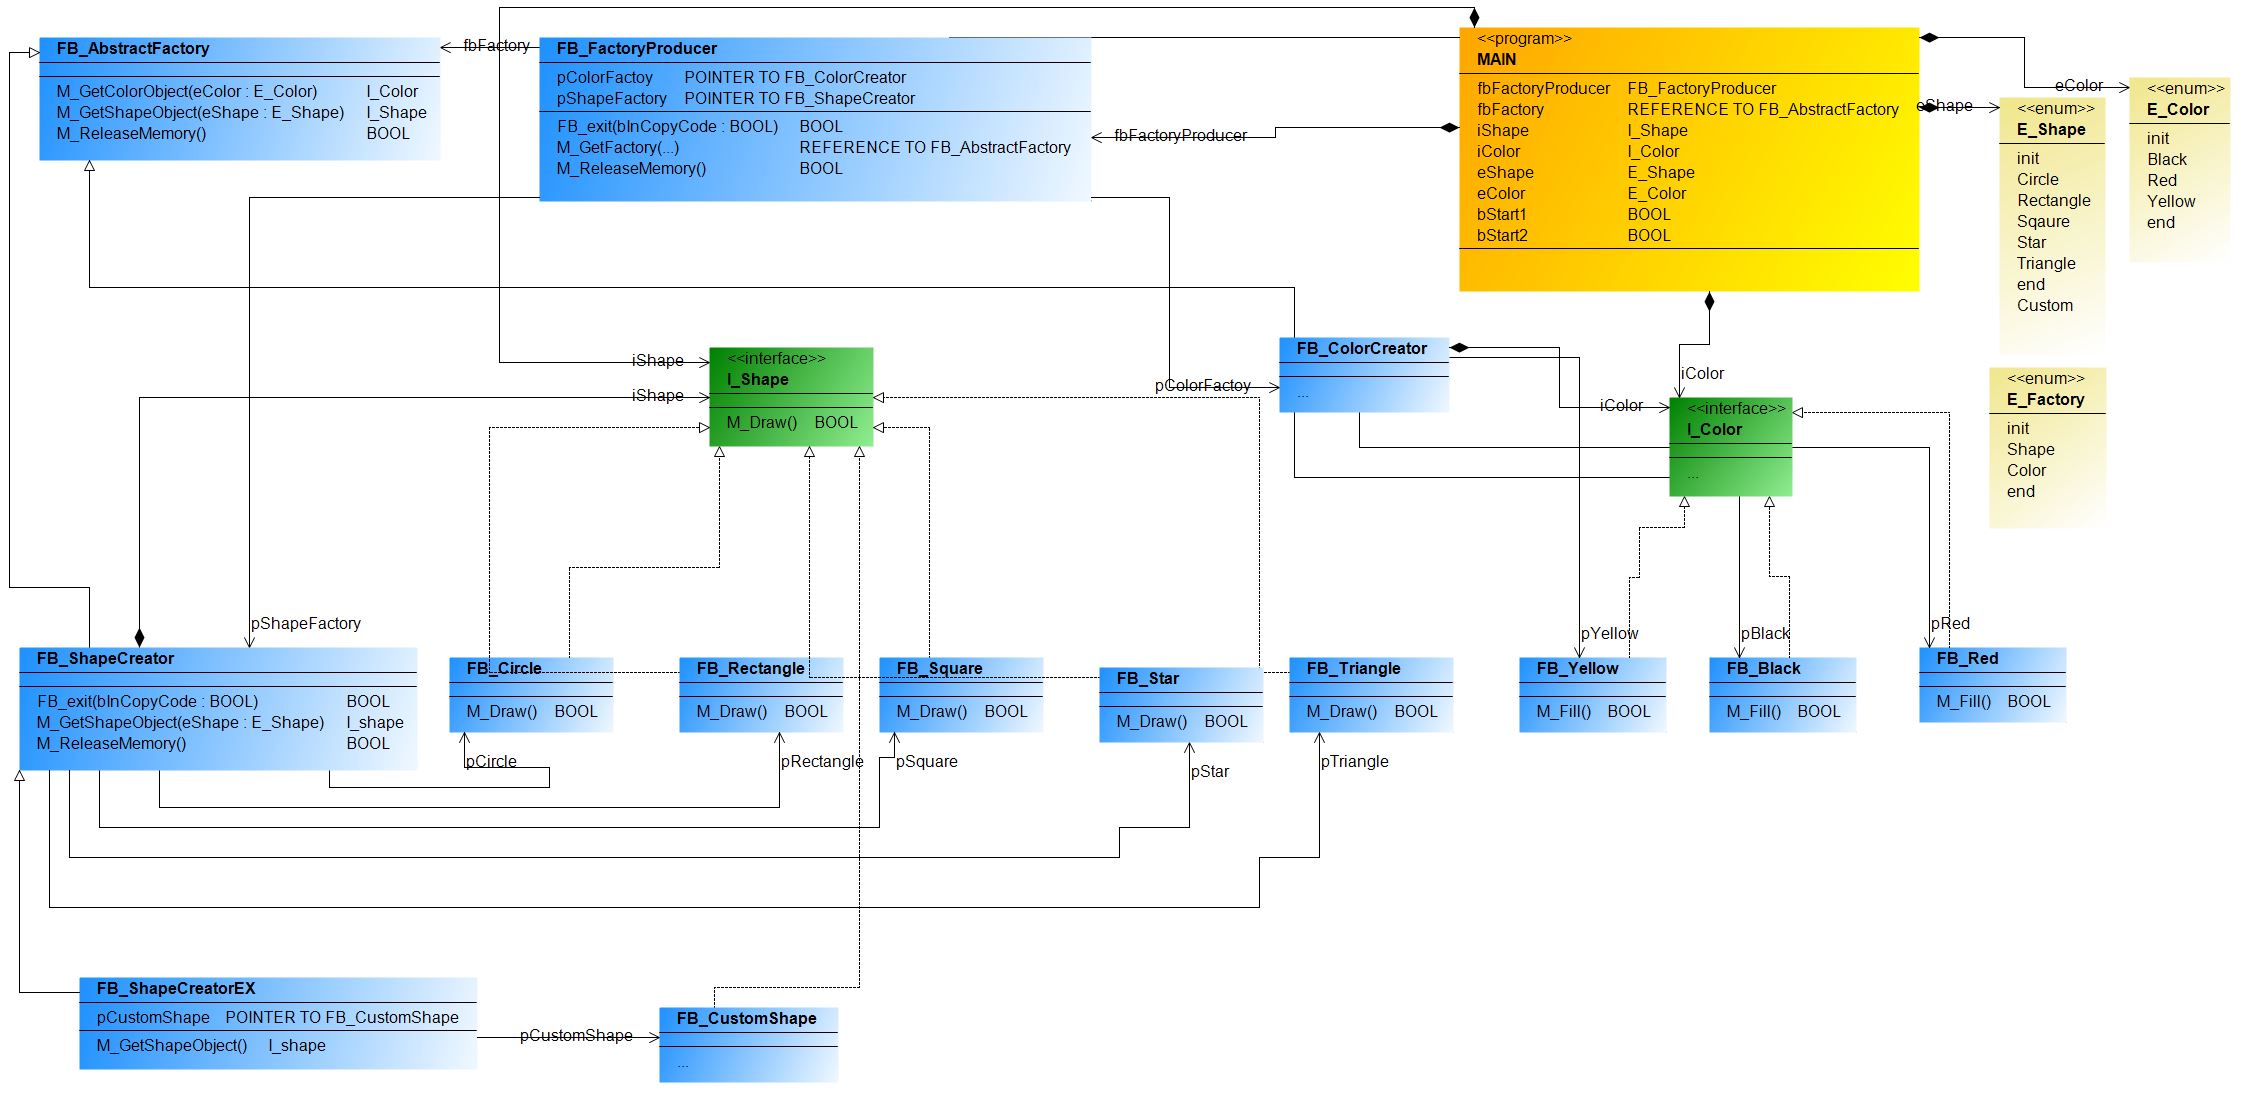 FB_AbstractFactory
M_GetColorObject(eColor : E_Color) I_Color
M_GetShapeObject(eShape : E_Shape) I_Shape
M_ReleaseMemory() BOOL
fbFactory
FB_FactoryProducer
pColorFactoy POINTER TO FB_ColorCreator
pShapeFactory POINTER TO FB_ShapeCreator
FB_exit(bInCopyCode : BOOL) BOOL
M_GetFactory(...) REFERENCE TO FB_AbstractFactory
M_ReleaseMemory() BOOL
fbFactoryProducer
<<program>>
MAIN
fbFactoryProducer FB_FactoryProducer
fbFactory REFERENCE TO FB_AbstractFactory
iShape I_Shape
iColor I_Color
eShape E_Shape
eColor E_Color
bStart1 BOOL
bStart2 BOOL
eShape
eColor
<<enum>>
E_Shape
init
Circle
Rectangle
Sqaure
Star
Triangle
end
Custom
<<enum>>
E_Color
init
Black
Red
Yellow
end
<<enum>>
E_Factory
init
Shape
Color
end
iShape
iShape
<<interface>>
I_Shape
M_Draw() BOOL
pColorFactoy
FB_ColorCreator
...
iColor
iColor
<<interface>>
I_Color
...
pShapeFactory
FB_ShapeCreator
FB_exit(bInCopyCode : BOOL) BOOL
M_GetShapeObject(eShape : E_Shape) I_shape
M_ReleaseMemory() BOOL
FB_Circle
M_Draw() BOOL
pCircle
FB_Rectangle
M_Draw() BOOL
pRectangle
FB_Square
M_Draw() BOOL
pSquare
FB_Star
M_Draw() BOOL
pStar
FB_Triangle
M_Draw() BOOL
pTriangle
pYellow
FB_Yellow
M_Fill() BOOL
pBlack
FB_Black
M_Fill() BOOL
pRed
FB_Red
M_Fill() BOOL
FB_ShapeCreatorEX
pCustomShape POINTER TO FB_CustomShape
M_GetShapeObject() I_shape
pCustomShape
FB_CustomShape
...